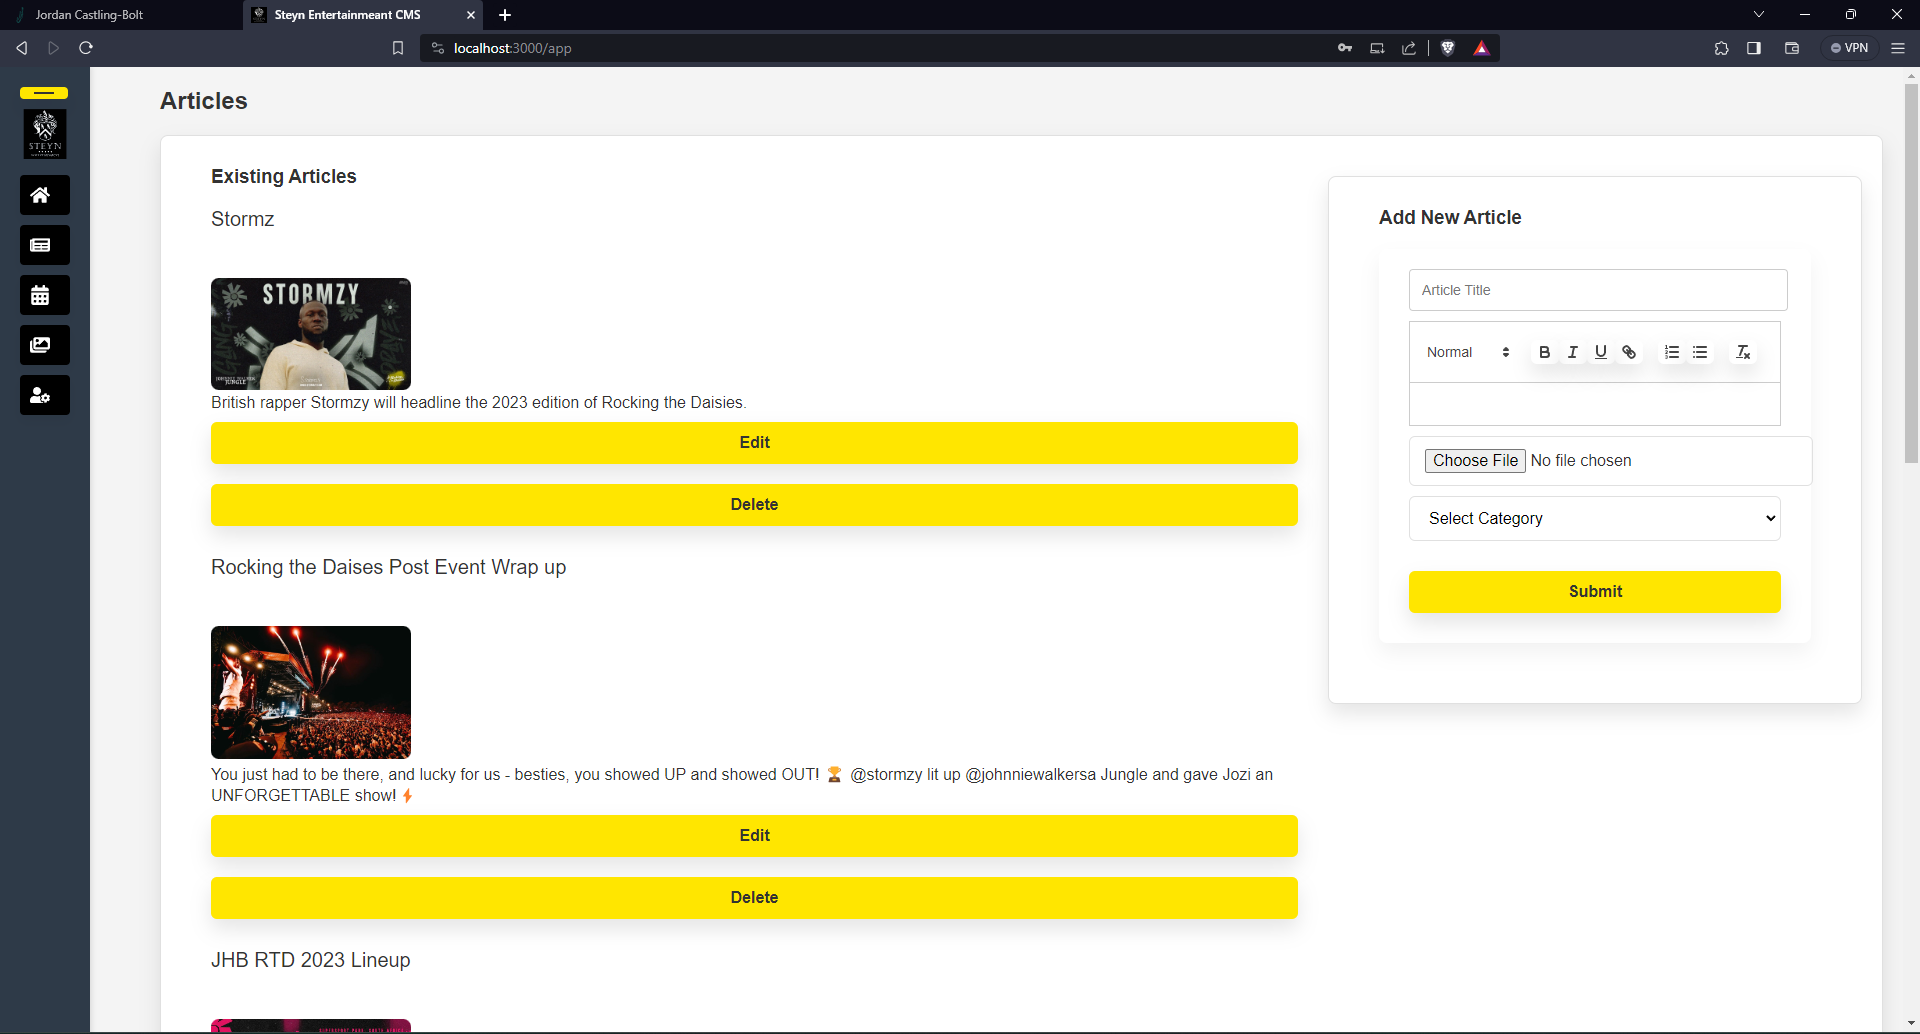 Jordan Castling-Bolt
Steyn Entertainmeant CMS
localhost:3000/app
VPN
STEYN
Articles
Existing Articles
Stormz
STORMZY
JUNGLE
British rapper Stormzy will headline the 2023 edition of Rocking the Daisies.
Edit
Delete
Rocking the Daises Post Event Wrap up
You just had to be there, and lucky for us - besties, you showed UP and showed OUT! 🏆 @stormzy lit up @johnniewalkersa Jungle and gave Jozi an
UNFORGETTABLE show! ⚡
Edit
Delete
JHB RTD 2023 Lineup
Add New Article
Article Title
Normal
Choose File No file chosen
Select Category
Submit